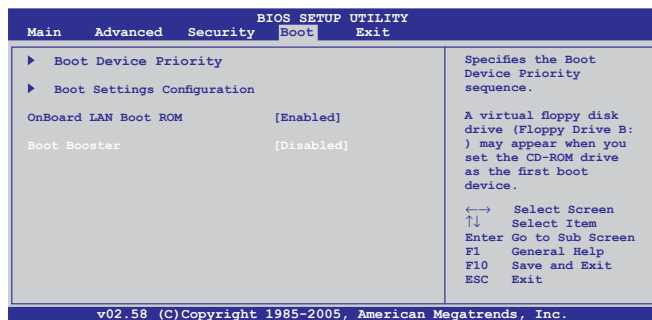 BIOS SETUP UTILITY
Main Advanced Security Boot Exit
Boot Device Priority
Boot Settings Configuration
OnBoard LAN Boot ROM [Enabled]
Boot Booster [Disabled]
Specifies the Boot
Device Priority
sequence.
A virtual floppy disk
drive (Floppy Drive B:
) may appear when you
set the CD-ROM drive
as the first boot
device.
←→ Select Screen
↑↓ Select Item
Enter Go to Sub Screen
F1 General Help
F10 Save and Exit
ESC Exit
v02.58 (C)Copyright 1985-2005, American Megatrends, Inc.